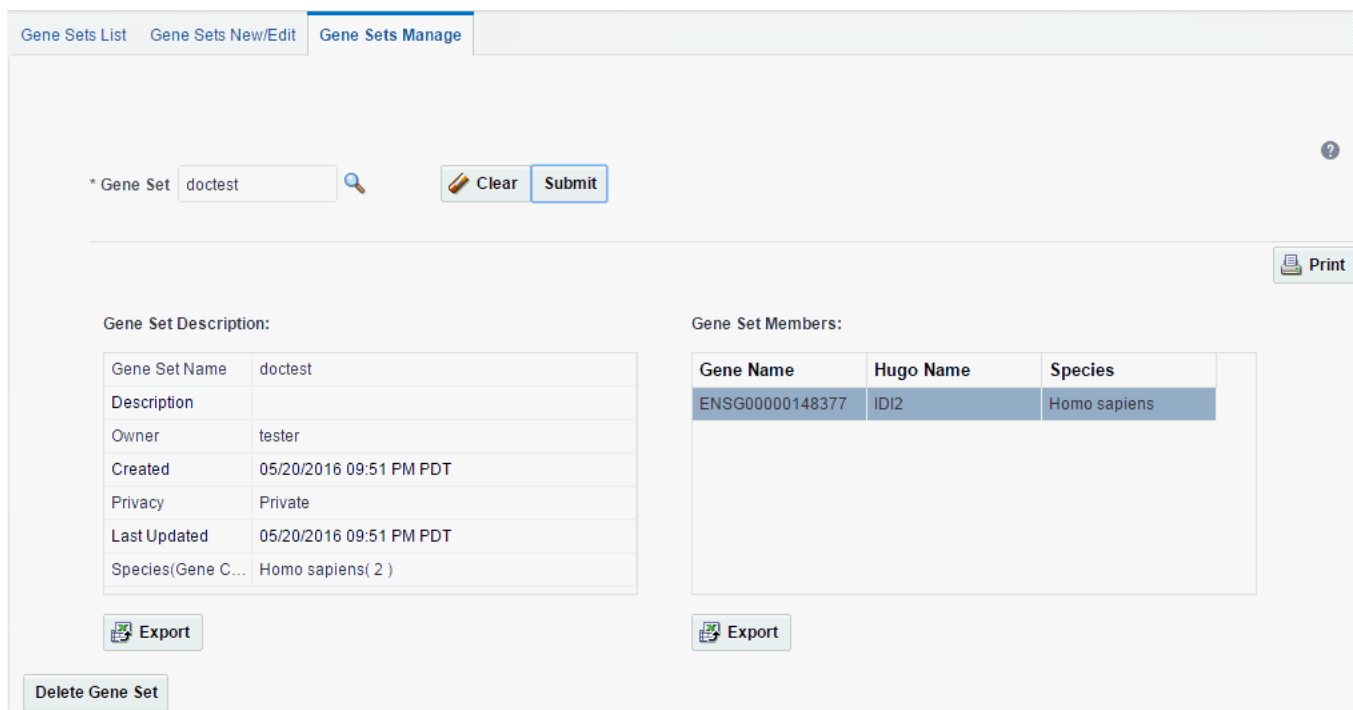 Gene Sets List Gene Sets New/Edit Gene Sets Manage
?
* Gene Set doctest Clear Submit
Print
Gene Set Description:
Gene Set Name doctest
Description
Owner tester
Created 05/20/2016 09:51 PM PDT
Privacy Private
Last Updated 05/20/2016 09:51 PM PDT
Species(Gene C... Homo sapiens( 2 )
Export
Gene Set Members:
Gene Name Hugo Name Species
ENSG00000148377 IDI2 Homo sapiens
Export
Delete Gene Set